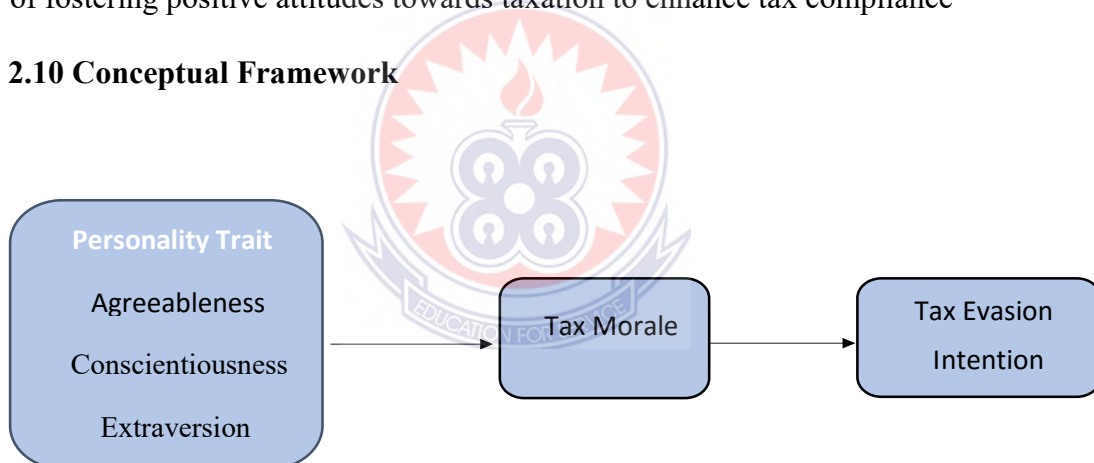 of fostering positive attitudes towards taxation to enhance tax compliance
2.10 Conceptual Framework
Personality Trait
Agreeableness
Conscientiousness
Extraversion
Tax Morale
Tax Evasion
Intention
EDUCATION FOR SERVICE